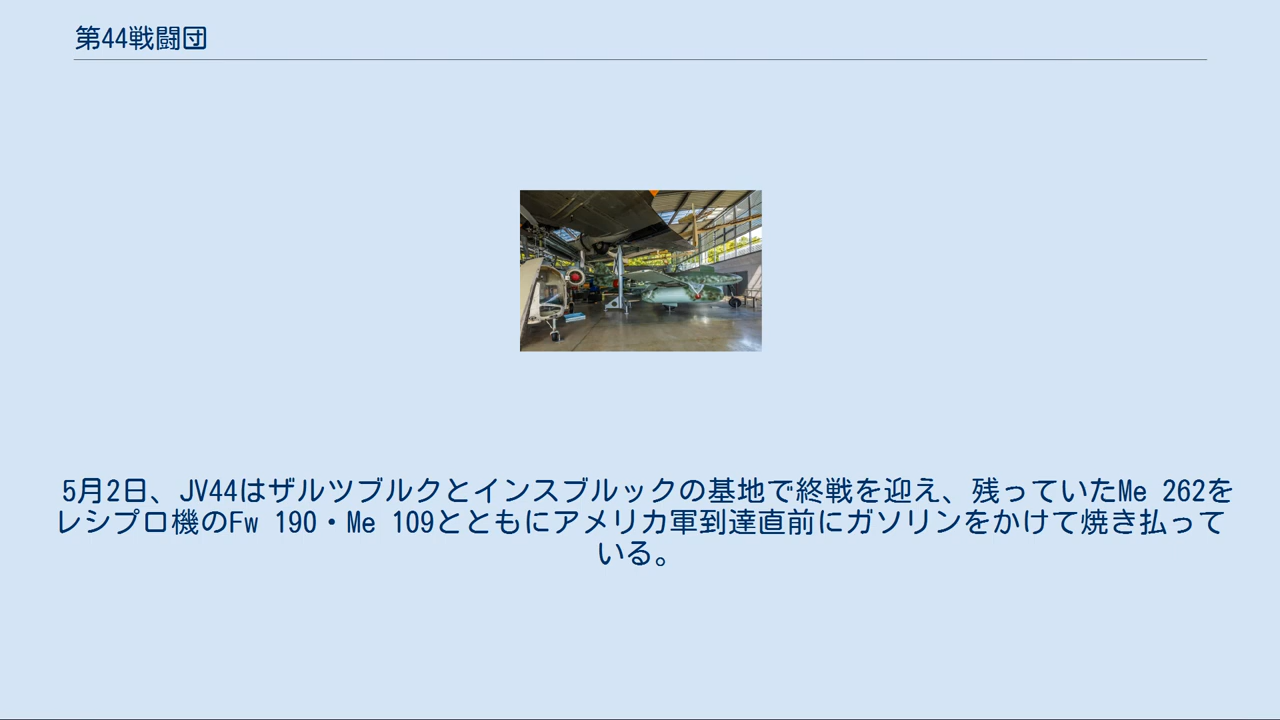 第44戦闘団
5月2日、JV44はザルツブルクとインスブルックの基地で終戦を迎え、残っていたMe 262を
レシプロ機のFw 190・Me 109とともにアメリカ軍到達直前にガソリンをかけて焼き払って
いる。